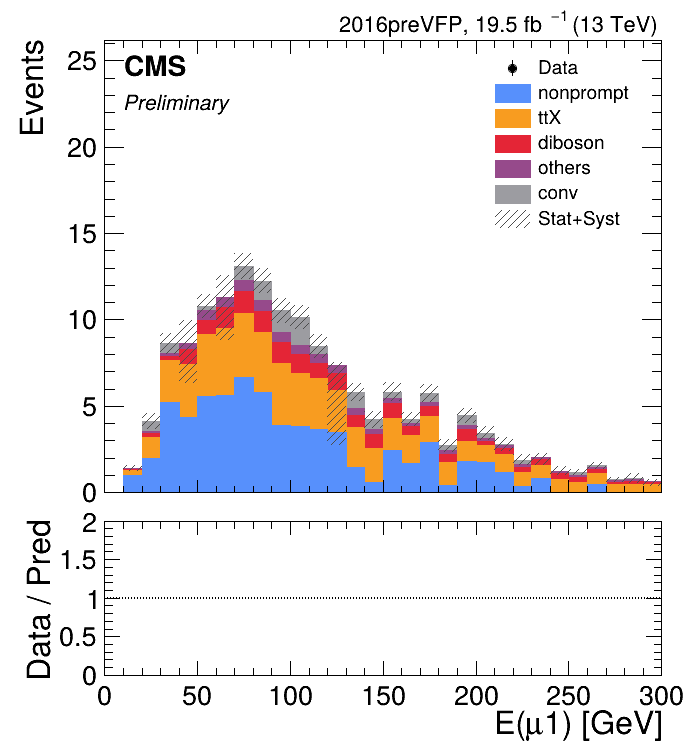 2016preVFP, 19.5 fb⁻¹ (13 TeV)
CMS
Preliminary
Data
nonprompt
ttX
diboson
others
conv
Stat+Syst
Events
25
20
15
10
5
0
Data / Pred
2
1.5
1
0.5
0
0 50 100 150 200 250 300
E(μ1) [GeV]